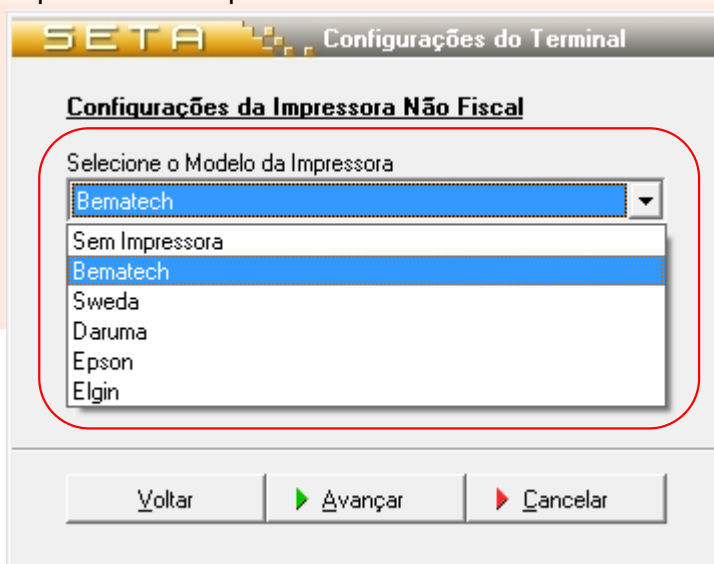 SETA Configurações do Terminal
Configurações da Impressora Não Fiscal
Selecione o Modelo da Impressora
Bematech
Sem Impressora
Bematech
Sweda
Daruma
Epson
Elgin
Voltar Avançar Cancelar